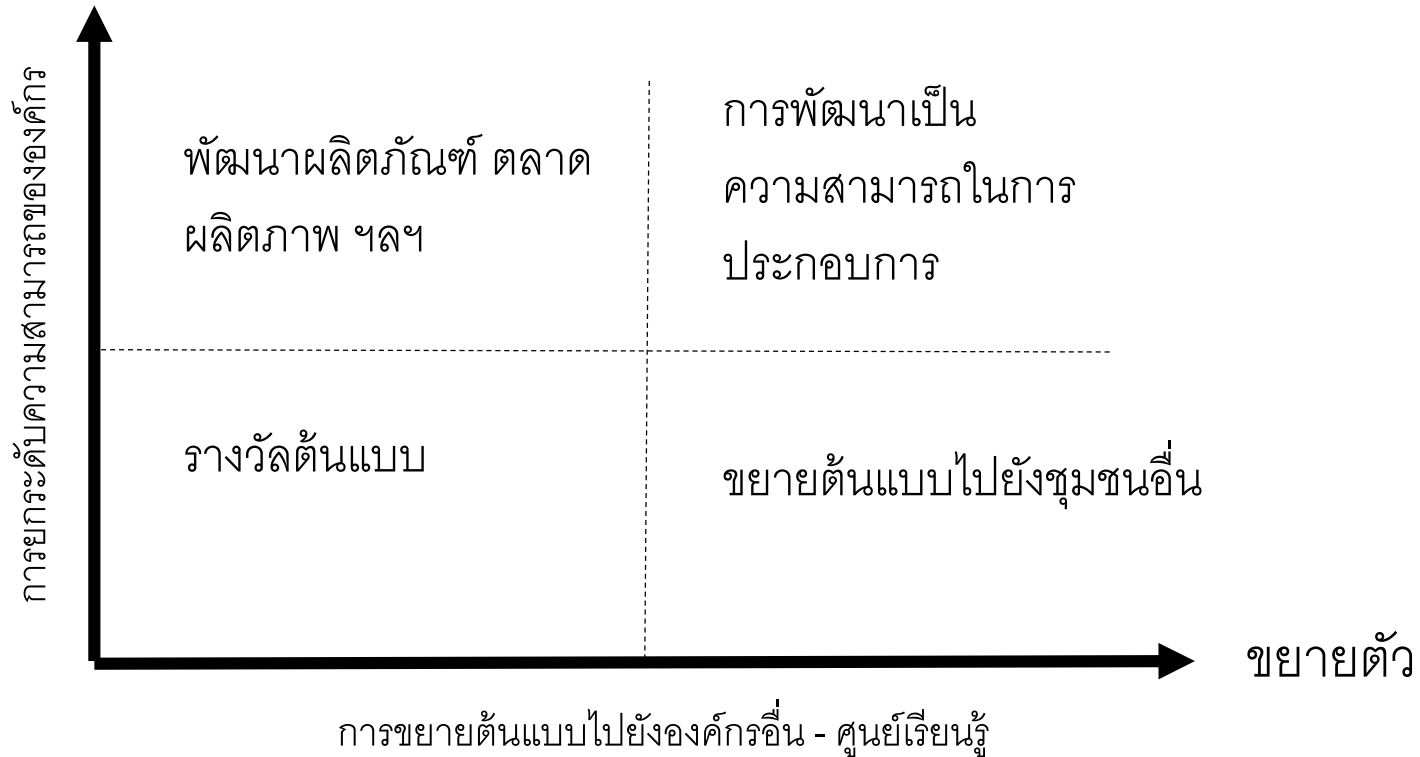 การยกระดับความสามารถขององค์กร
พัฒนาผลิตภัณฑ์ ตลาด
ผลิตภาพ ฯลฯ
การพัฒนาเป็น
ความสามารถในการ
ประกอบการ
รางวัลต้นแบบ
ขยายต้นแบบไปยังชุมชนอื่น
ขยายตัว
การขยายต้นแบบไปยังองค์กรอื่น - ศูนย์เรียนรู้